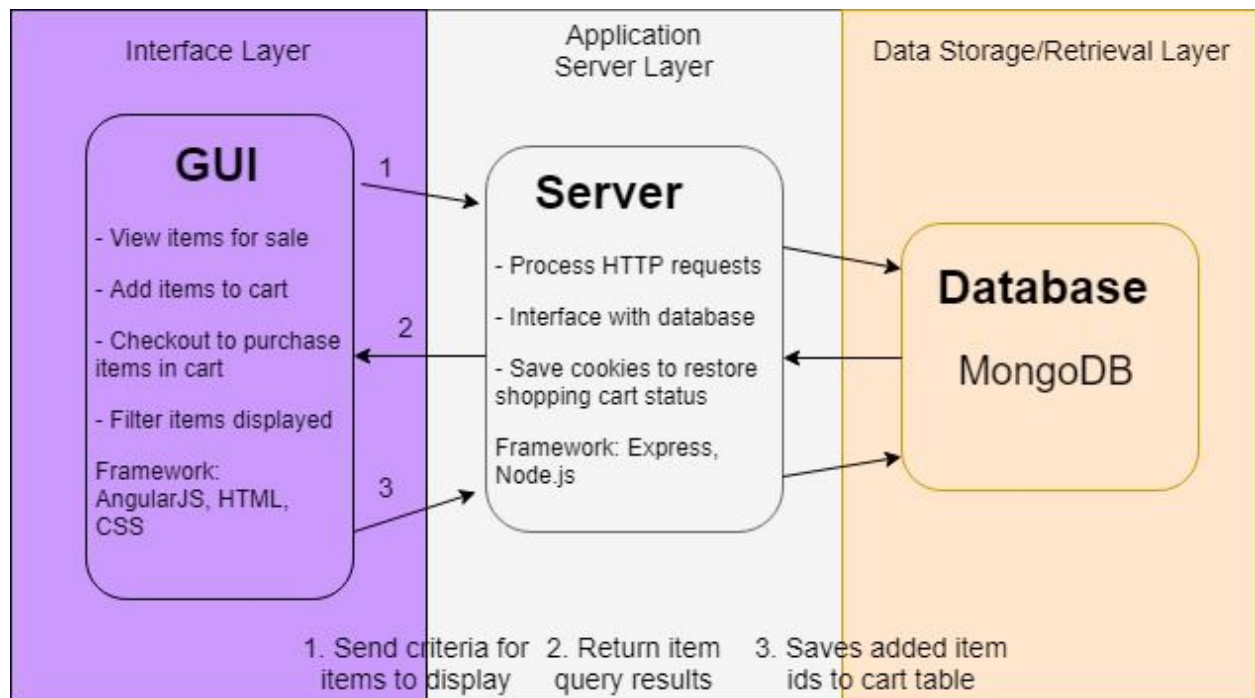 Interface Layer
Application
Server Layer
Data Storage/Retrieval Layer
GUI
- View items for sale
- Add items to cart
- Checkout to purchase
items in cart
- Filter items displayed
Framework:
AngularJS, HTML,
CSS
1
2
3
Server
- Process HTTP requests
- Interface with database
- Save cookies to restore
shopping cart status
Framework: Express,
Node.js
Database
MongoDB
1. Send criteria for
items to display
2. Return item
query results
3. Saves added item
ids to cart table